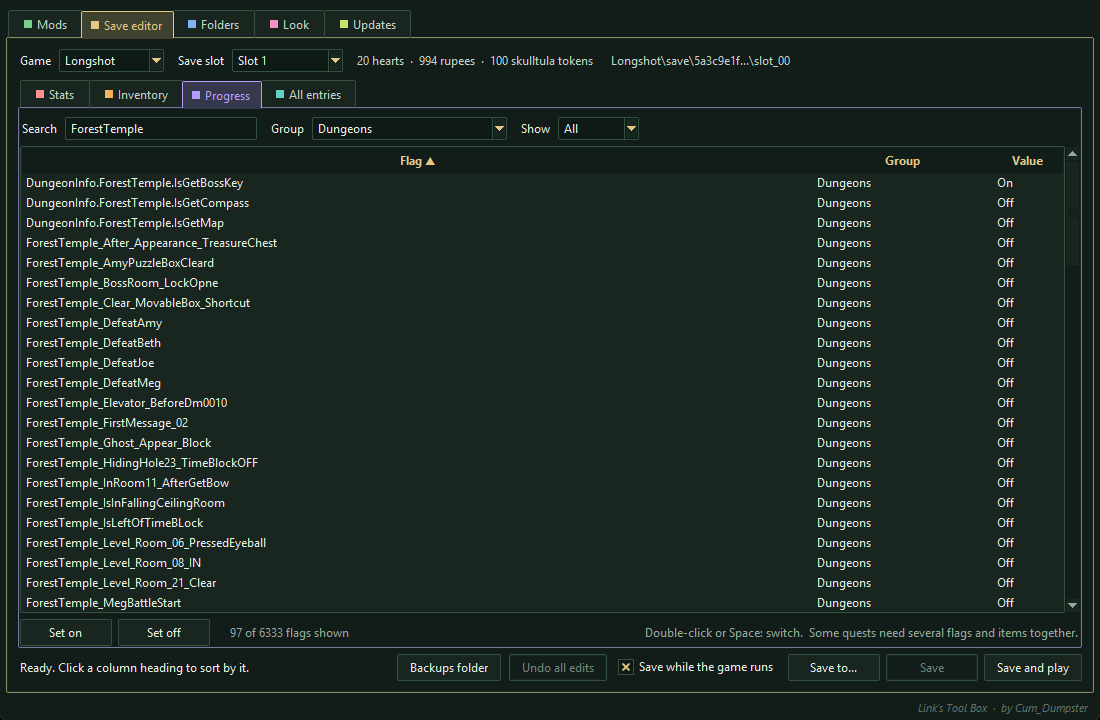 Mods Save editor Folders Look Updates
Game Longshot Save slot Slot 1 20 hearts · 994 rupees · 100 skulltula tokens Longshot\save\5a3c9e1f...\slot_00
Stats Inventory Progress All entries
Search ForestTemple Group Dungeons Show All
Flag ▲ Group Value
DungeonInfo.ForestTemple.IsGetBossKey Dungeons On
DungeonInfo.ForestTemple.IsGetCompass Dungeons Off
DungeonInfo.ForestTemple.IsGetMap Dungeons Off
ForestTemple_After_Appearance_TreasureChest Dungeons Off
ForestTemple_AmyPuzzleBoxCleard Dungeons Off
ForestTemple_BossRoom_LockOpne Dungeons Off
ForestTemple_Clear_MovableBox_Shortcut Dungeons Off
ForestTemple_DefeatAmy Dungeons Off
ForestTemple_DefeatBeth Dungeons Off
ForestTemple_DefeatJoe Dungeons Off
ForestTemple_DefeatMeg Dungeons Off
ForestTemple_Elevator_BeforeDm0010 Dungeons Off
ForestTemple_FirstMessage_02 Dungeons Off
ForestTemple_Ghost_Appear_Block Dungeons Off
ForestTemple_HidingHole23_TimeBlockOFF Dungeons Off
ForestTemple_InRoom11_AfterGetBow Dungeons Off
ForestTemple_IsInFallingCeilingRoom Dungeons Off
ForestTemple_IsLeftOfTimeBLock Dungeons Off
ForestTemple_Level_Room_06_PressedEyeball Dungeons Off
ForestTemple_Level_Room_08_IN Dungeons Off
ForestTemple_Level_Room_21_Clear Dungeons Off
ForestTemple_MegBattleStart Dungeons Off
Set on Set off 97 of 6333 flags shown Double-click or Space: switch. Some quests need several flags and items together.
Ready. Click a column heading to sort by it. Backups folder Undo all edits Save while the game runs Save to... Save Save and play
Link's Tool Box · by Cum_Dumpster